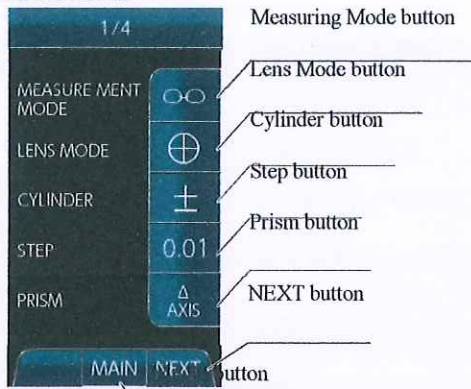 1/4
Measuring Mode button
MEASURE MENT
MODE
Lens Mode button
LENS MODE
Cylinder button
CYLINDER
±
Step button
STEP
0.01
Prism button
PRISM
Δ
AXIS
NEXT button
MAIN NEXT
utton